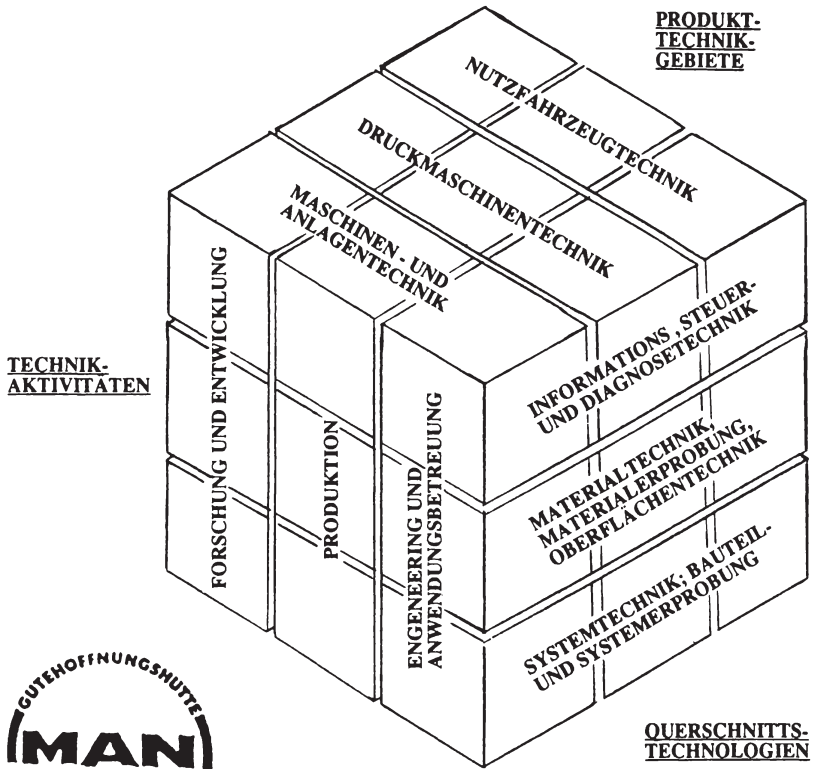 PRODUKT-
TECHNIK-
GEBIETE
NUTZFAHRZEUGTECHNIK
DRUCKMASCHINENTECHNIK
MASCHINEN - UND
ANLAGENTECHNIK
TECHNIK-
AKTIVITÄTEN
FORSCHUNG UND ENTWICKLUNG
PRODUKTION
ENGENEERING UND
ANWENDUNGSBETREUUNG
INFORMATIONS , STEUER-
UND DIAGNOSETECHNIK
MATERIALTECHNIK,
MATERIALERPROBUNG,
OBERFLÄCHENTECHNIK
SYSTEMTECHNIK; BAUTEIL-
UND SYSTEMERPROBUNG
GUTEHOFFNUNGSHÜTTE
MAN
QUERSCHNITTS-
TECHNOLOGIEN